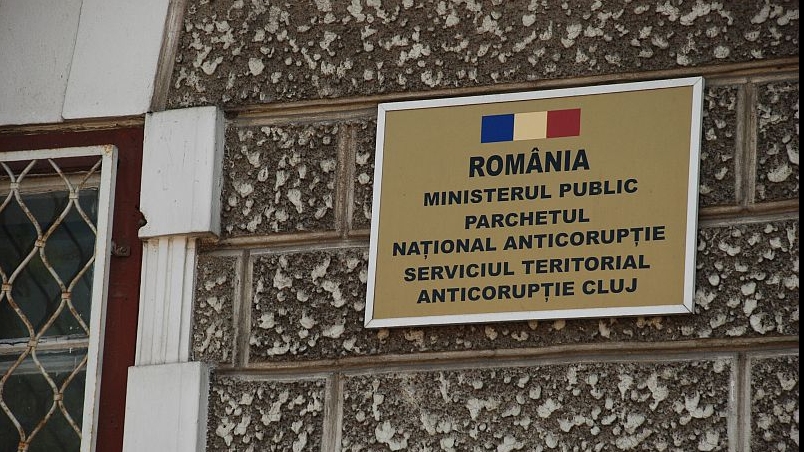 ROMÂNIA
MINISTERUL PUBLIC
PARCHETUL
NAȚIONAL ANTICORUPȚIE
SERVICIUL TERITORIAL
ANTICORUPȚIE CLUJ